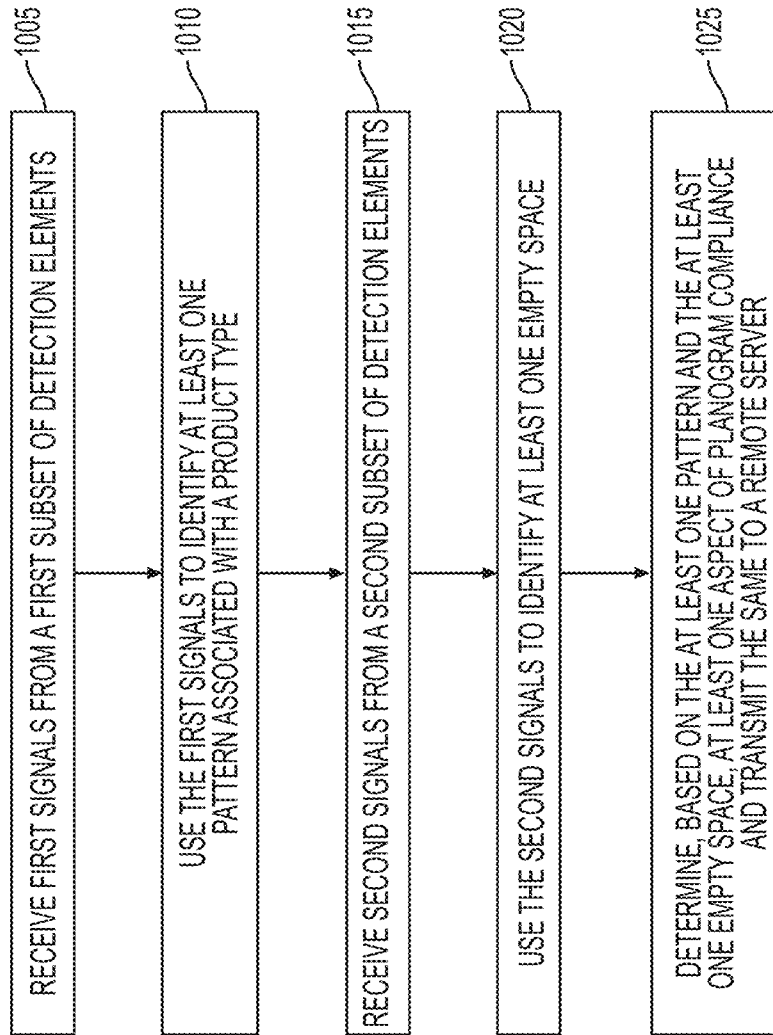 RECEIVE FIRST SIGNALS FROM A FIRST SUBSET OF DETECTION ELEMENTS
1005
USE THE FIRST SIGNALS TO IDENTIFY AT LEAST ONE
PATTERN ASSOCIATED WITH A PRODUCT TYPE
1010
RECEIVE SECOND SIGNALS FROM A SECOND SUBSET OF DETECTION ELEMENTS
1015
USE THE SECOND SIGNALS TO IDENTIFY AT LEAST ONE EMPTY SPACE
1020
DETERMINE, BASED ON THE AT LEAST ONE PATTERN AND THE AT LEAST
ONE EMPTY SPACE, AT LEAST ONE ASPECT OF PLANOGRAM COMPLIANCE
AND TRANSMIT THE SAME TO A REMOTE SERVER
1025